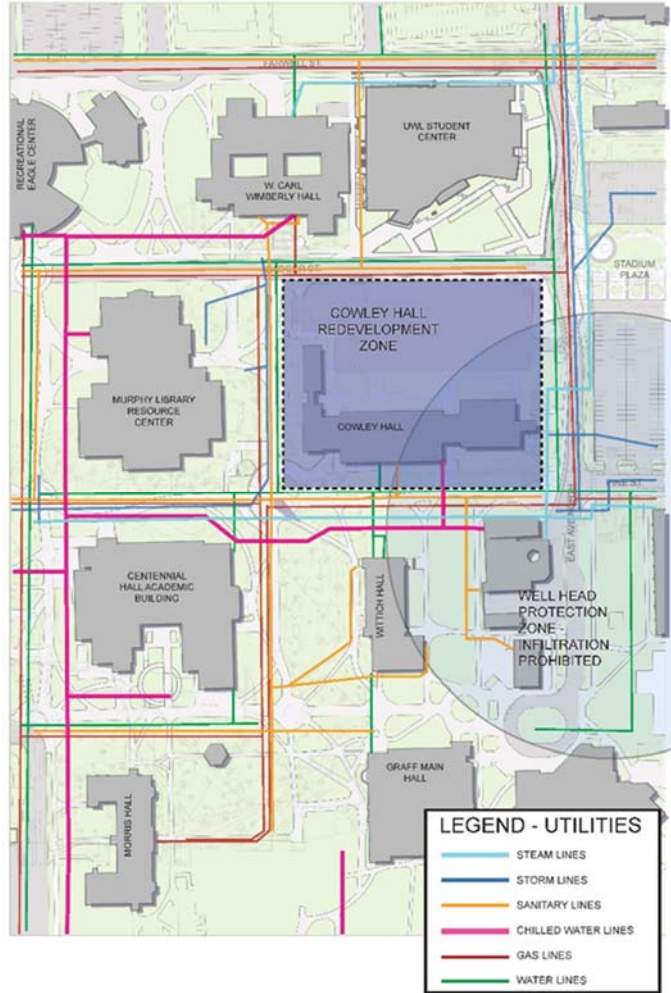 FARWELL ST.
RECREATIONAL
EAGLE CENTER
W. CARL
WIMBERLY HALL
UWL STUDENT
CENTER
STADIUM
PLAZA
COWLEY HALL
REDEVELOPMENT
ZONE
MURPHY LIBRARY
RESOURCE
CENTER
COWLEY HALL
CENTENNIAL
HALL ACADEMIC
BUILDING
WITTICH HALL
WELL HEAD
PROTECTION
ZONE -
INFILTRATION
PROHIBITED
MORRIS HALL
GRAFF MAIN
HALL
LEGEND - UTILITIES
STEAM LINES
STORM LINES
SANITARY LINES
CHILLED WATER LINES
GAS LINES
WATER LINES